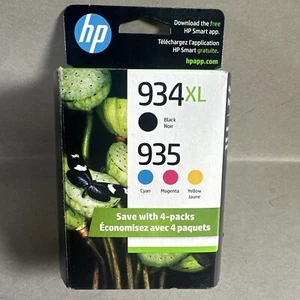 hp
Download the free
HP Smart app.
Téléchargez l'application
HP Smart gratuite.
hpapp.com
934XL
Black
Noir
935
Cyan
Magenta
Yellow
Jaune
Save with 4-packs
Économisez avec 4 paquets